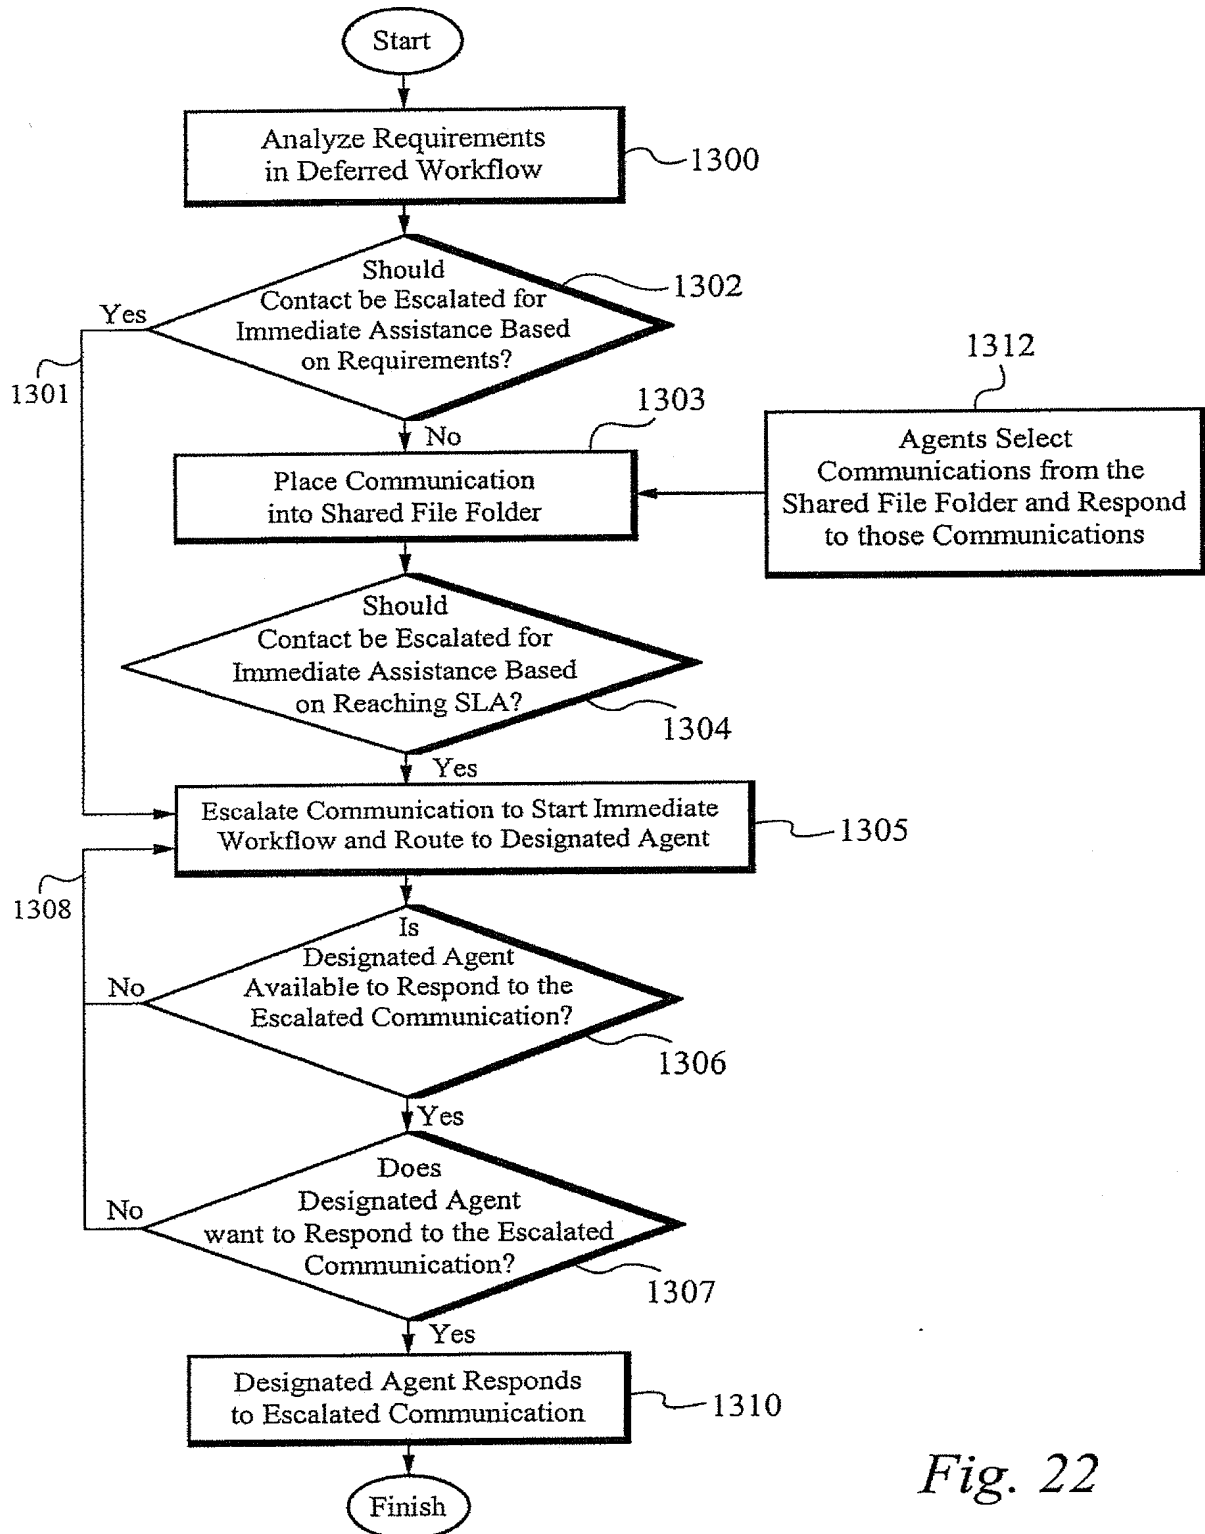 Start
Analyze Requirements
in Deferred Workflow
1300
Should
Contact be Escalated for
Immediate Assistance Based
on Requirements?
1302
Yes
1301
No
1303
Place Communication
into Shared File Folder
1312
Agents Select
Communications from the
Shared File Folder and Respond
to those Communications
Should
Contact be Escalated for
Immediate Assistance Based
on Reaching SLA?
1304
Yes
Escalate Communication to Start Immediate
Workflow and Route to Designated Agent
1305
1308
Is
Designated Agent
Available to Respond to the
Escalated Communication?
No
1306
Yes
Does
Designated Agent
want to Respond to the Escalated
Communication?
No
1307
Yes
Designated Agent Responds
to Escalated Communication
1310
Finish
Fig. 22